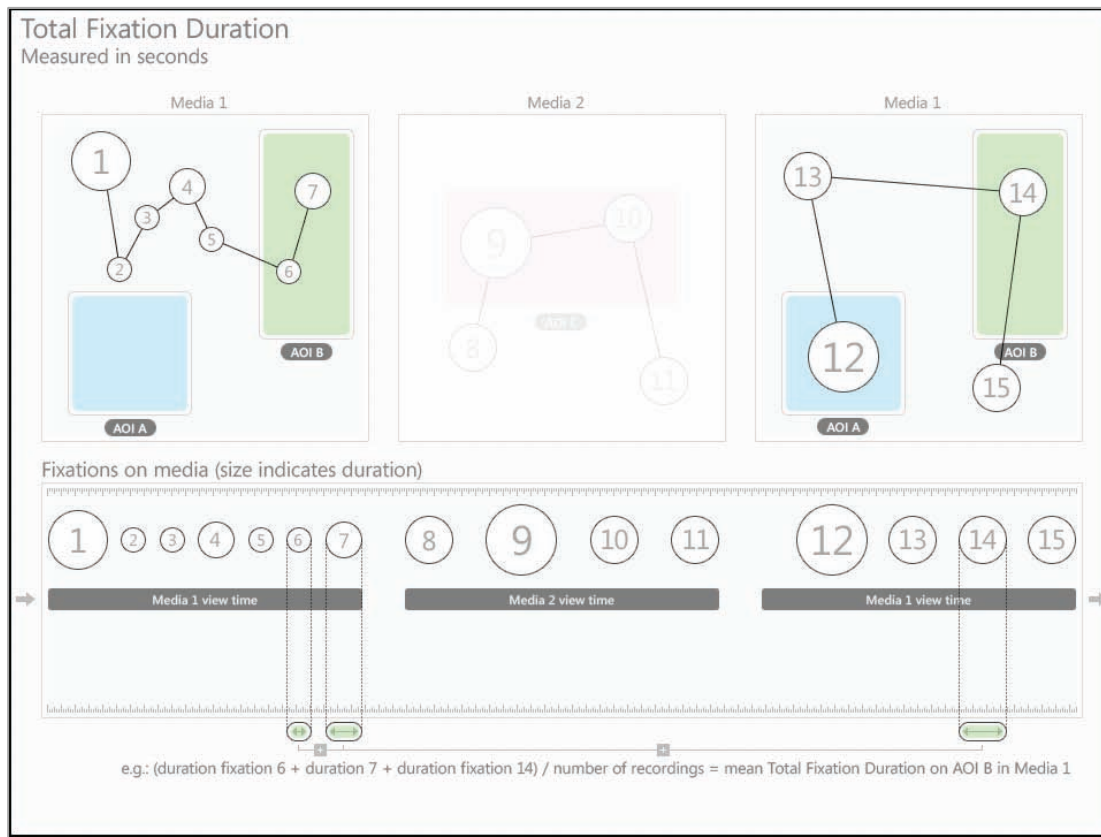 Total Fixation Duration
Measured in seconds
Media 1
Media 2
Media 1
1
2
3
4
5
6
7
AOI B
AOI A
8
9
10
11
AOI C
12
13
14
15
AOI B
AOI A
Fixations on media (size indicates duration)
1 2 3 4 5 6 7 8 9 10 11 12 13 14 15
Media 1 view time
Media 2 view time
Media 1 view time
e.g.: (duration fixation 6 + duration 7 + duration fixation 14) / number of recordings = mean Total Fixation Duration on AOI B in Media 1